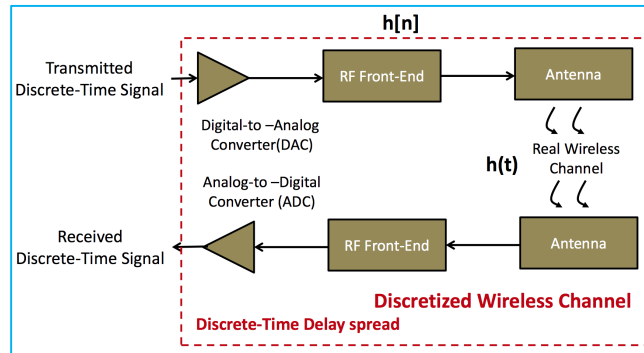 h[n]
Transmitted
Discrete-Time Signal
RF Front-End
Antenna
Digital-to –Analog
Converter(DAC)
h(t)
Real Wireless
Channel
Analog-to –Digital
Converter (ADC)
Received
Discrete-Time Signal
RF Front-End
Antenna
Discretized Wireless Channel
Discrete-Time Delay spread